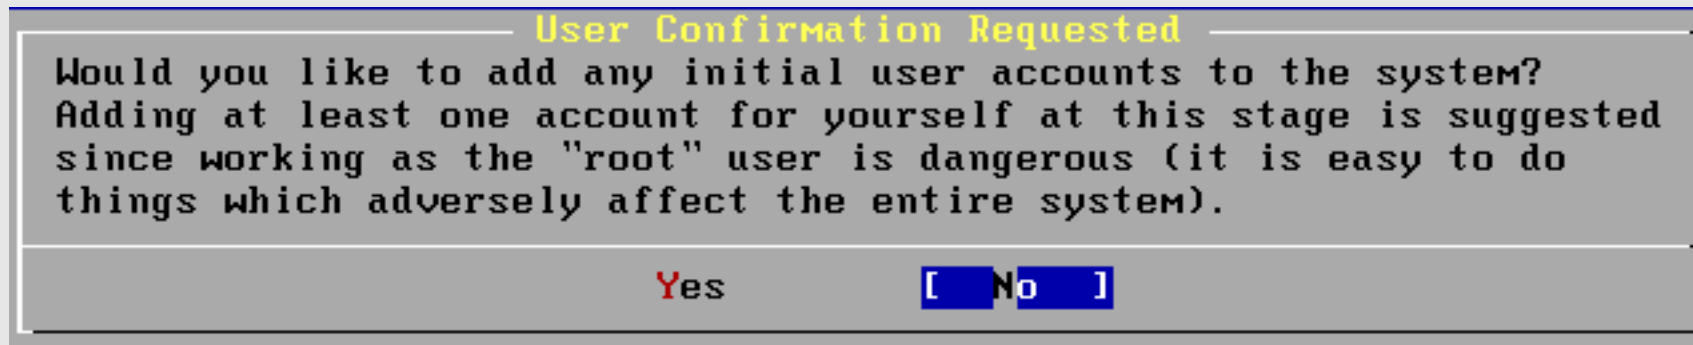 User Confirmation Requested
Would you like to add any initial user accounts to the system?
Adding at least one account for yourself at this stage is suggested
since working as the "root" user is dangerous (it is easy to do
things which adversely affect the entire system).
Yes [ No ]